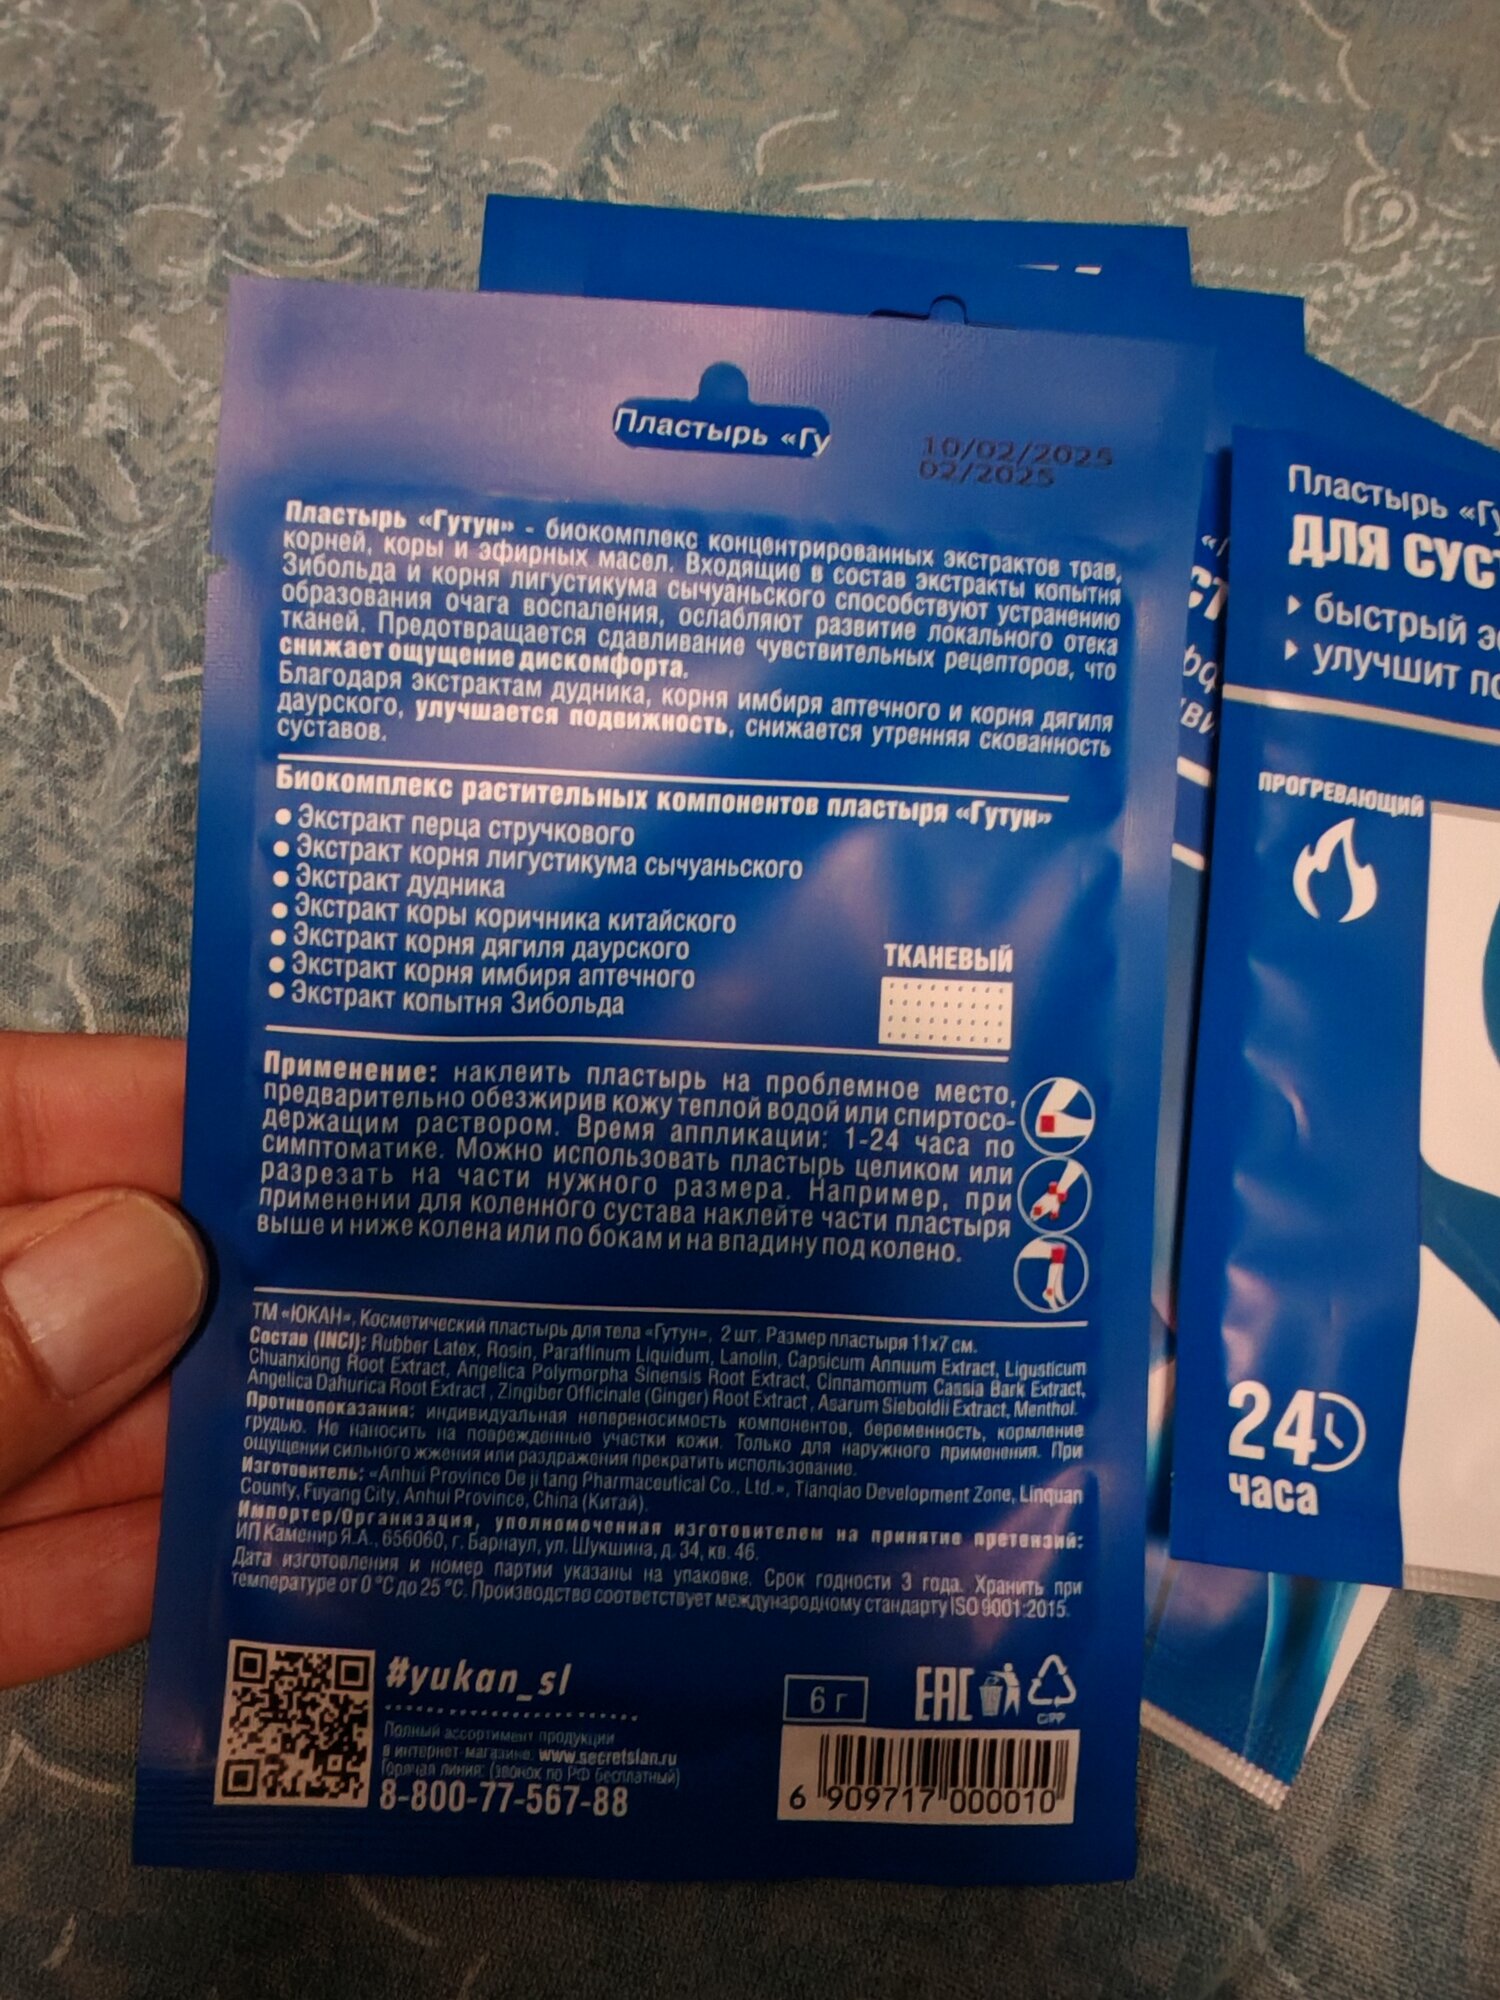 Пластырь «Гу
10/02/2025
02/2025
Пластырь «Гутун» - биокомплекс концентрированных экстрактов трав,
корней, коры и эфирных масел. Входящие в состав экстракты копытня
Зибольда и корня лигустикума сычуаньского способствуют устранению
образования очага воспаления, ослабляют развитие локального отека
тканей. Предотвращается сдавливание чувствительных рецепторов, что
снижает ощущение дискомфорта.
Благодаря экстрактам дудника, корня имбиря аптечного и корня дягиля
даурского, улучшается подвижность, снижается утренняя скованность
суставов.
Биокомплекс растительных компонентов пластыря «Гутун»
• Экстракт перца стручкового
• Экстракт корня лигустикума сычуаньского
• Экстракт дудника
• Экстракт коры коричника китайского
• Экстракт корня дягиля даурского
• Экстракт корня имбиря аптечного
• Экстракт копытня Зибольда
ТКАНЕВЫЙ
Применение: наклеить пластырь на проблемное место,
предварительно обезжирив кожу теплой водой или спиртосо-
держащим раствором. Время аппликации: 1-24 часа по
симптоматике. Можно использовать пластырь целиком или
разрезать на части нужного размера. Например, при
применении для коленного сустава наклейте части пластыря
выше и ниже колена или по бокам и на впадину под колено.
ТМ «ЮКАН», Косметический пластырь для тела «Гутун», 2 шт. Размер пластыря 11х7 см.
Состав (INCI): Rubber Latex, Rosin, Paraffinum Liquidum, Lanolin, Capsicum Annuum Extract, Ligusticum
Chuanxiong Root Extract, Angelica Polymorpha Sinensis Root Extract, Cinnamomum Cassia Bark Extract,
Angelica Dahurica Root Extract , Zingiber Officinale (Ginger) Root Extract , Asarum Sieboldii Extract, Menthol.
Противопоказания: индивидуальная непереносимость компонентов, беременность, кормление
грудью. Не наносить на поврежденные участки кожи. Только для наружного применения. При
ощущении сильного жжения или раздражения прекратить использование.
Изготовитель: «Anhui Province De ji tang Pharmaceutical Co., Ltd.», Tianqiao Development Zone, Linquan
County, Fuyang City, Anhui Province, China (Китай).
Импортер/Организация, уполномоченная изготовителем на принятие претензий:
ИП Каменир Я.А., 656060, г. Барнаул, ул. Шукшина, д. 34, кв. 46.
Дата изготовления и номер партии указаны на упаковке. Срок годности 3 года. Хранить при
температуре от 0 °С до 25 °С. Производство соответствует международному стандарту ISO 9001:2015.
#yukan_sl
Полный ассортимент продукции
в интернет-магазине: www.secretslan.ru
Горячая линия: (звонок по РФ бесплатный)
8-800-77-567-88
6 г
EAC
C/PP
6 909717 000010
Пластырь «Гу
ДЛЯ СУС
быстрый э
улучшит по
ПРОГРЕВАЮЩИЙ
24
часа